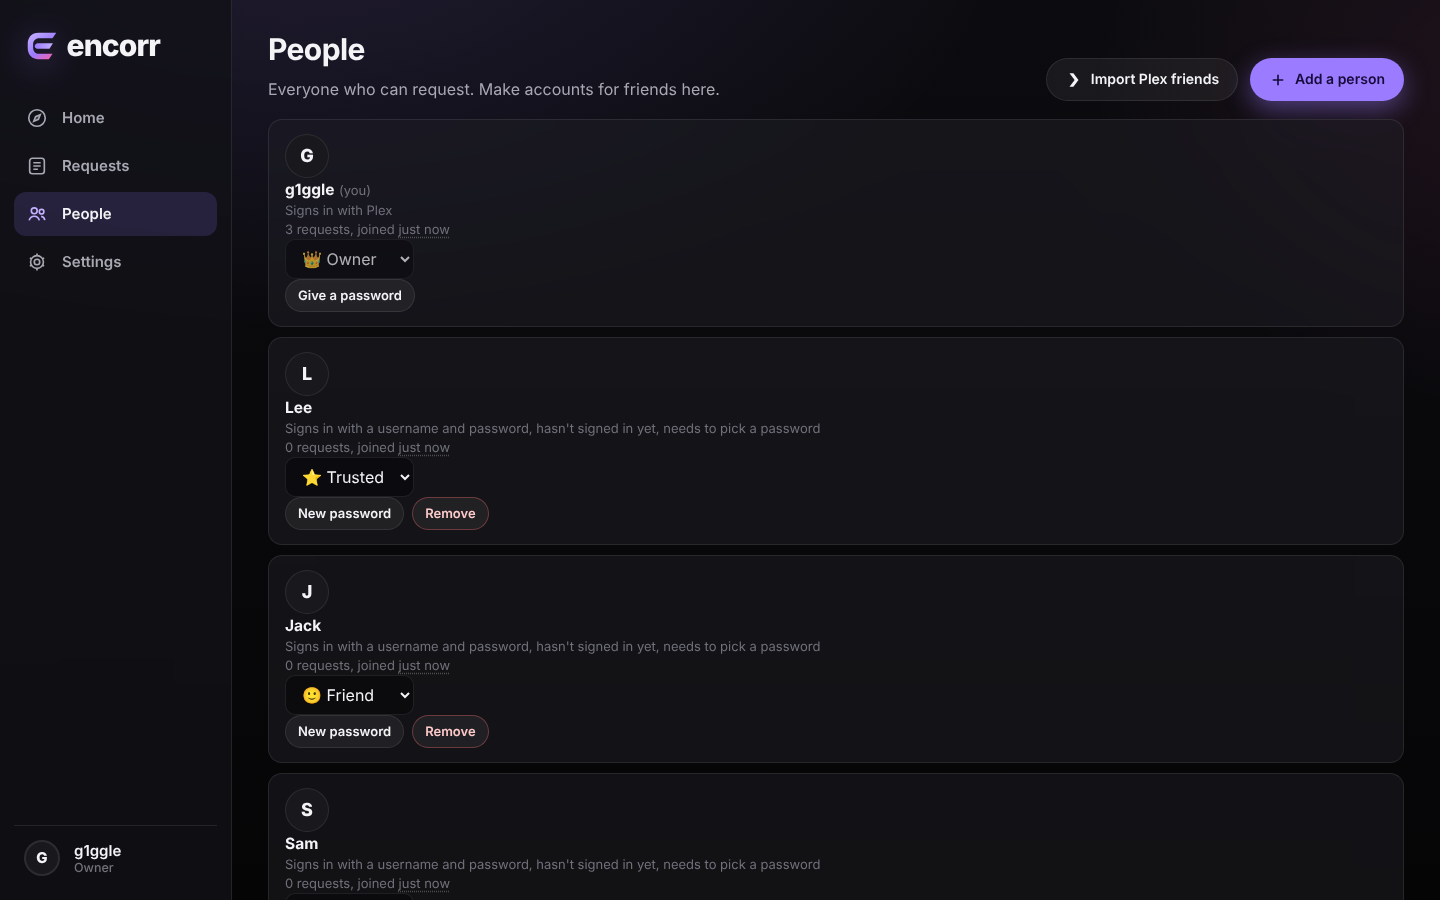 encorr
Home
Requests
People
Settings
G
g1ggle
Owner
People
Everyone who can request. Make accounts for friends here.
❯ Import Plex friends
+ Add a person
G
g1ggle (you)
Signs in with Plex
3 requests, joined just now
👑 Owner
Give a password
L
Lee
Signs in with a username and password, hasn't signed in yet, needs to pick a password
0 requests, joined just now
⭐ Trusted
New password
Remove
J
Jack
Signs in with a username and password, hasn't signed in yet, needs to pick a password
0 requests, joined just now
🙂 Friend
New password
Remove
S
Sam
Signs in with a username and password, hasn't signed in yet, needs to pick a password
0 requests, joined just now